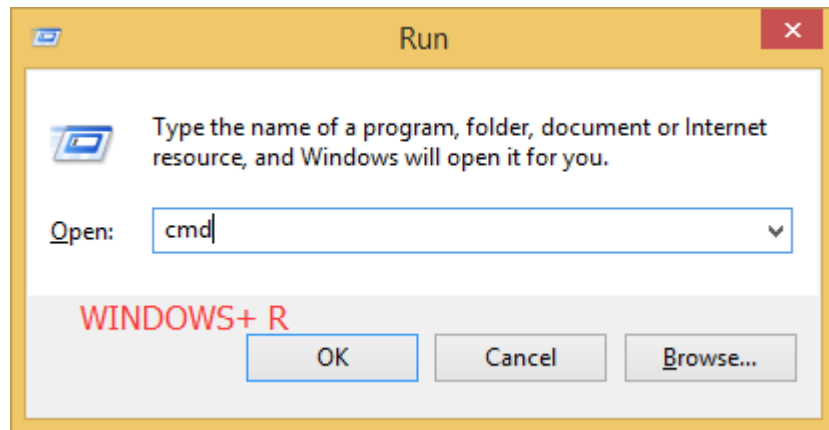 Run
Type the name of a program, folder, document or Internet
resource, and Windows will open it for you.
Open: cmd
WINDOWS+ R
OK Cancel Browse...